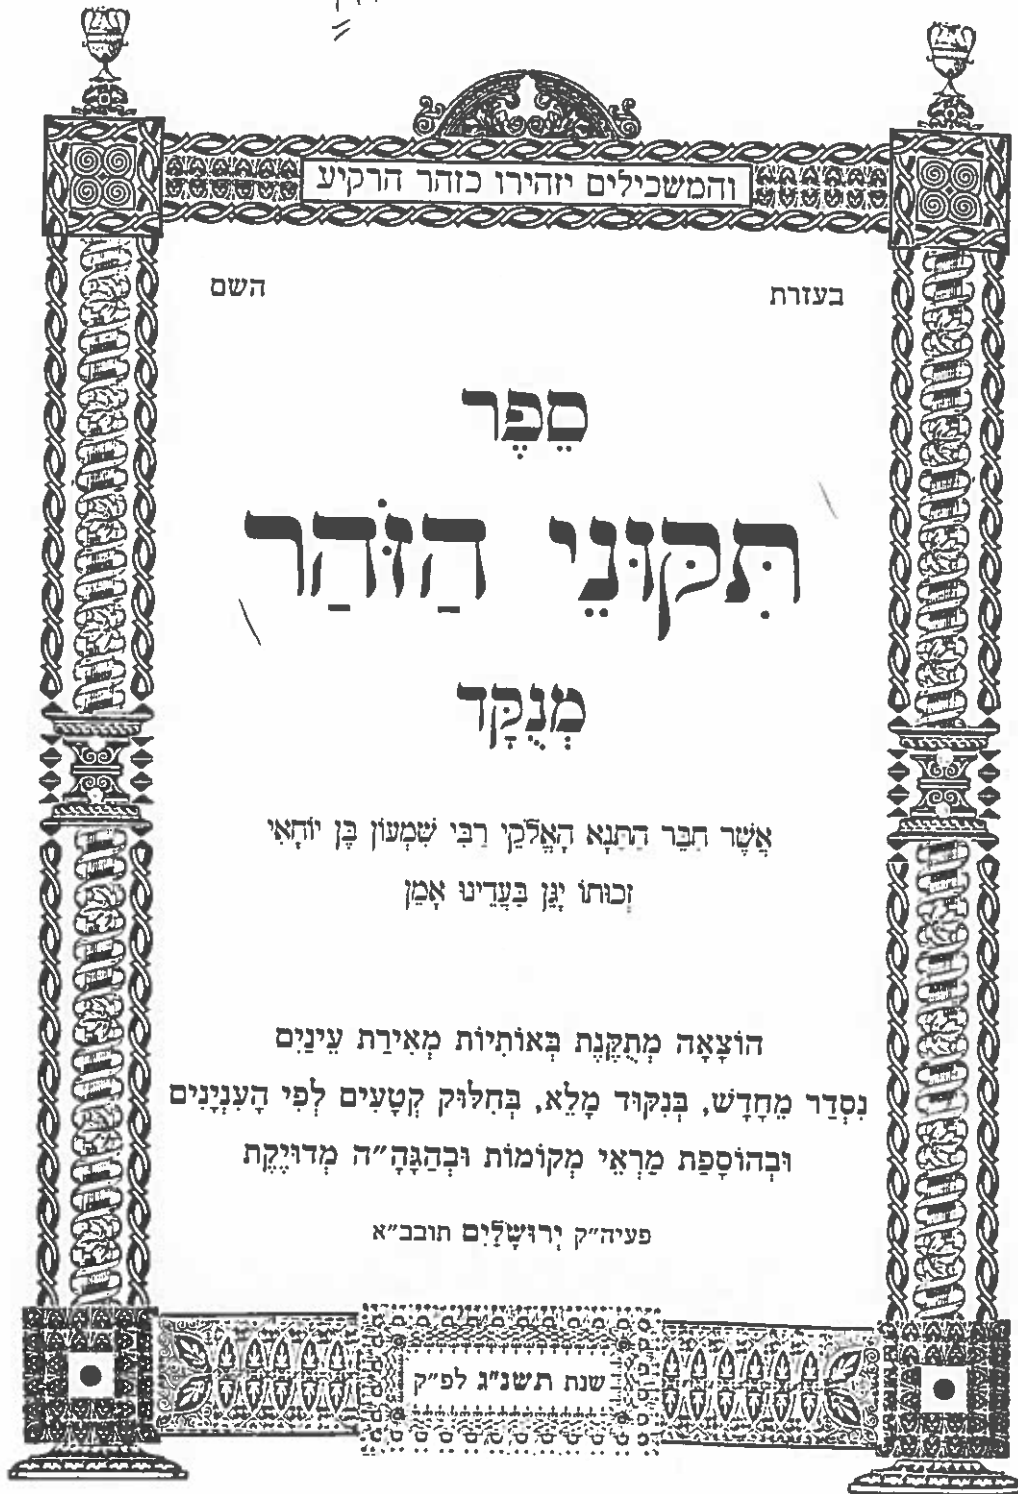 והמשכילים יזהירו כזהר הרקיע
בעזרת השם
סֵפֶר
תִּקּוּנֵי הַזֹּהַר
מְנֻקָּד
אֲשֶׁר חִבֵּר הַתַּנָּא הָאֱלֹקֵי רַבִּי שִׁמְעוֹן בֶּן יוֹחָאִי
זְכוּתוֹ יָגֵן בַּעֲדֵינוּ אָמֵן
הוֹצָאָה מְתֻקֶּנֶת בְּאוֹתִיּוֹת מְאִירַת עֵינַיִם
נִסְדַּר מֵחָדָשׁ, בְּנִקּוּד מָלֵא, בְּחִלּוּק קְטָעִים לְפִי הָעִנְיָנִים
וּבְהוֹסָפַת מַרְאֵי מְקוֹמוֹת וּבְהַגָּהָ״ה מְדוּיֶּקֶת
פעיה״ק יְרוּשָׁלַיִם תובב״א
שנת תשנ״ג לפ״ק